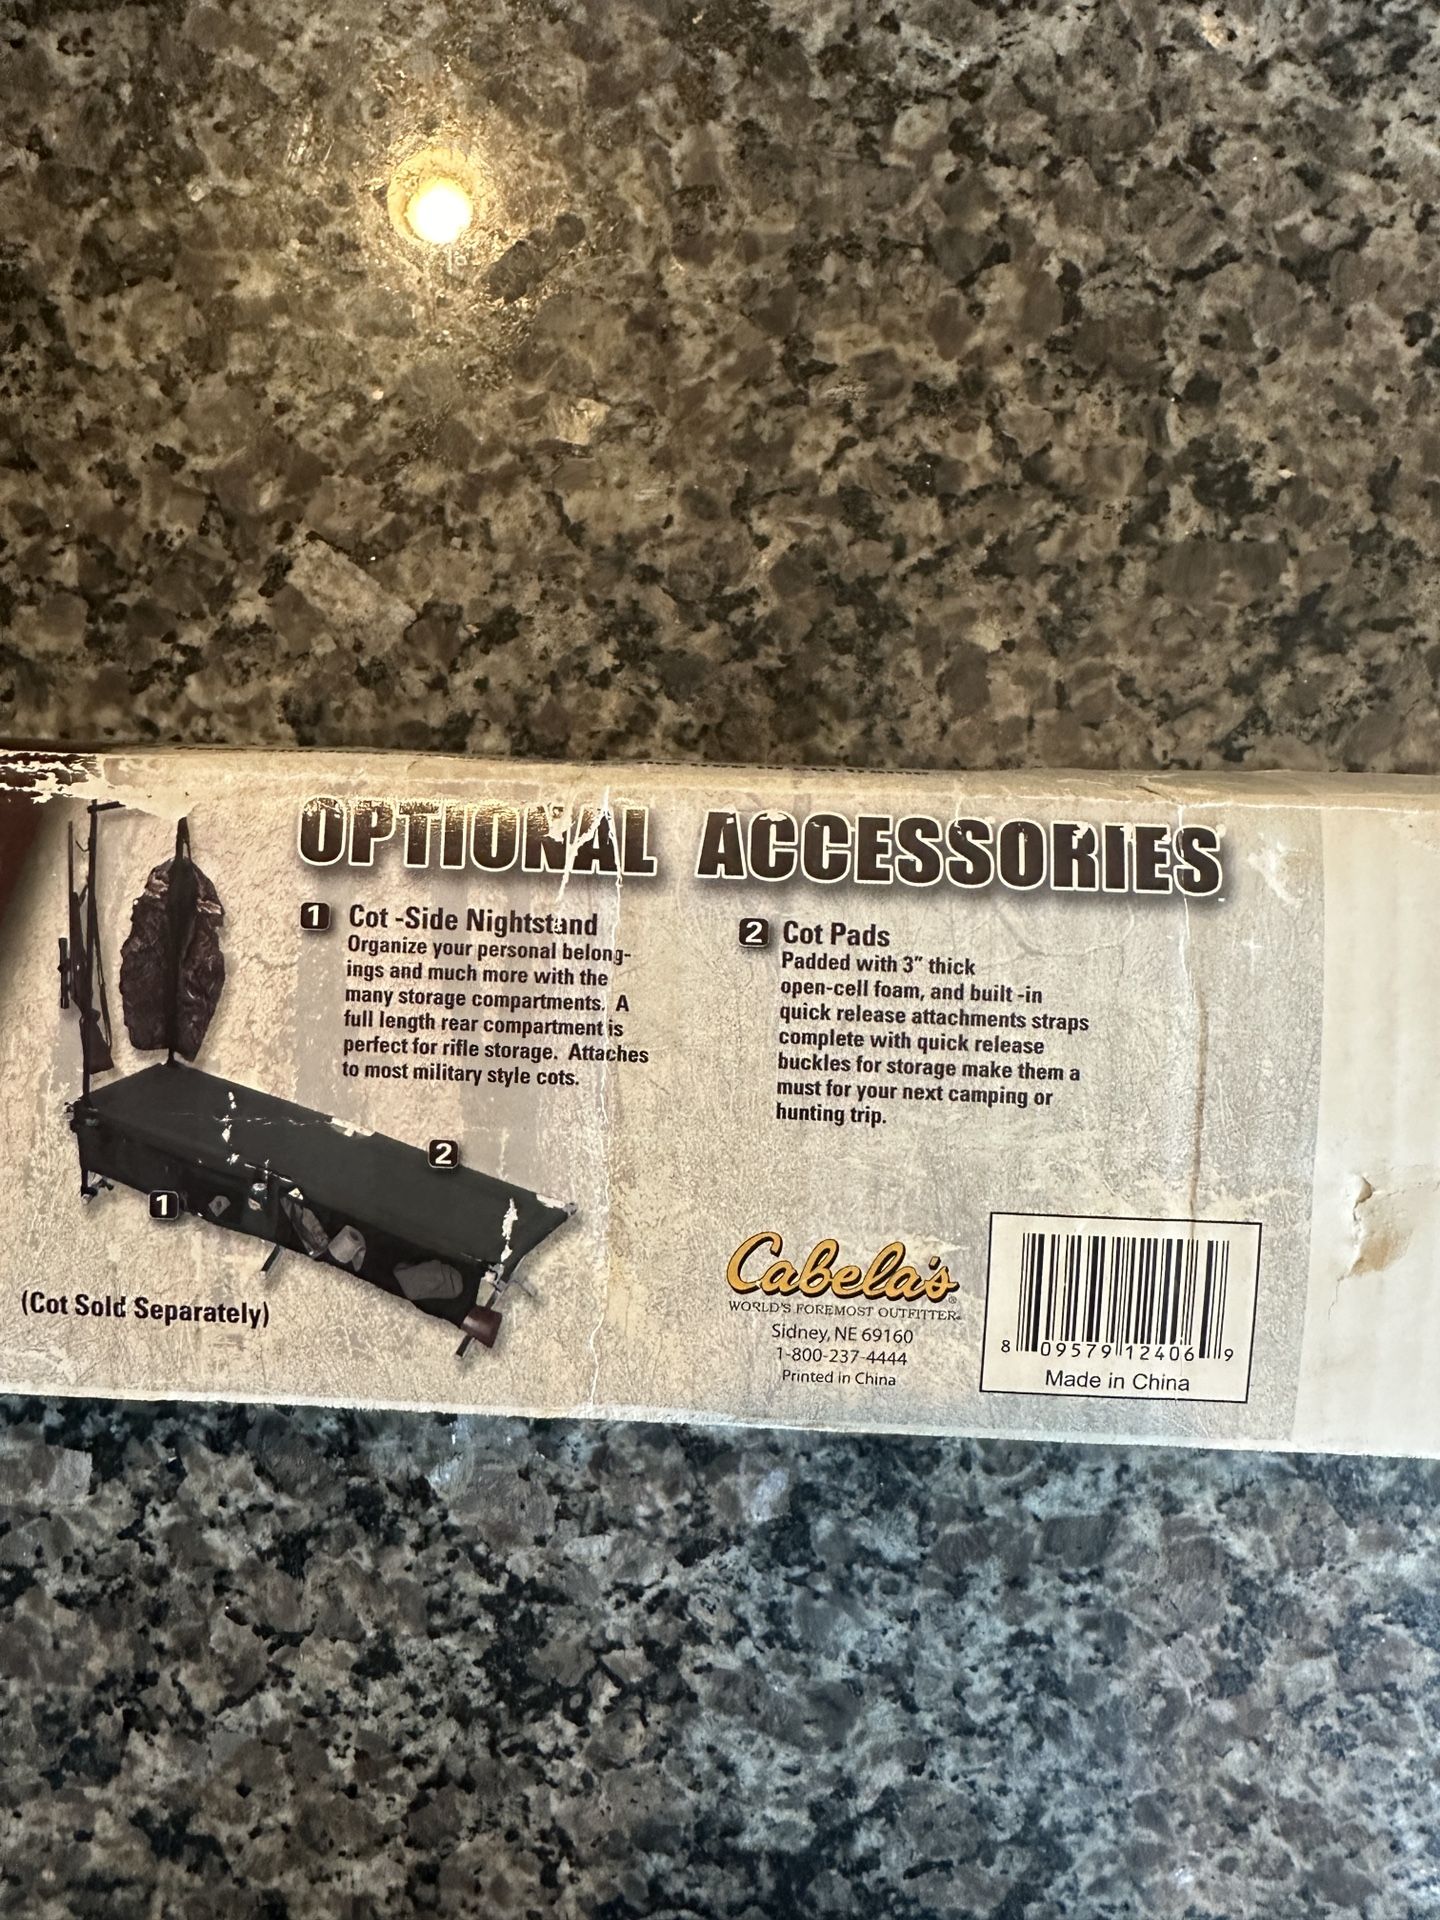 OPTIONAL ACCESSORIES
1 Cot -Side Nightstand
Organize your personal belong-
ings and much more with the
many storage compartments. A
full length rear compartment is
perfect for rifle storage. Attaches
to most military style cots.
2 Cot Pads
Padded with 3" thick
open-cell foam, and built -in
quick release attachments straps
complete with quick release
buckles for storage make them a
must for your next camping or
hunting trip.
2
1
(Cot Sold Separately)
Cabela's®
WORLD'S FOREMOST OUTFITTER®
Sidney, NE 69160
1-800-237-4444
Printed in China
8 09579 12406 9
Made in China